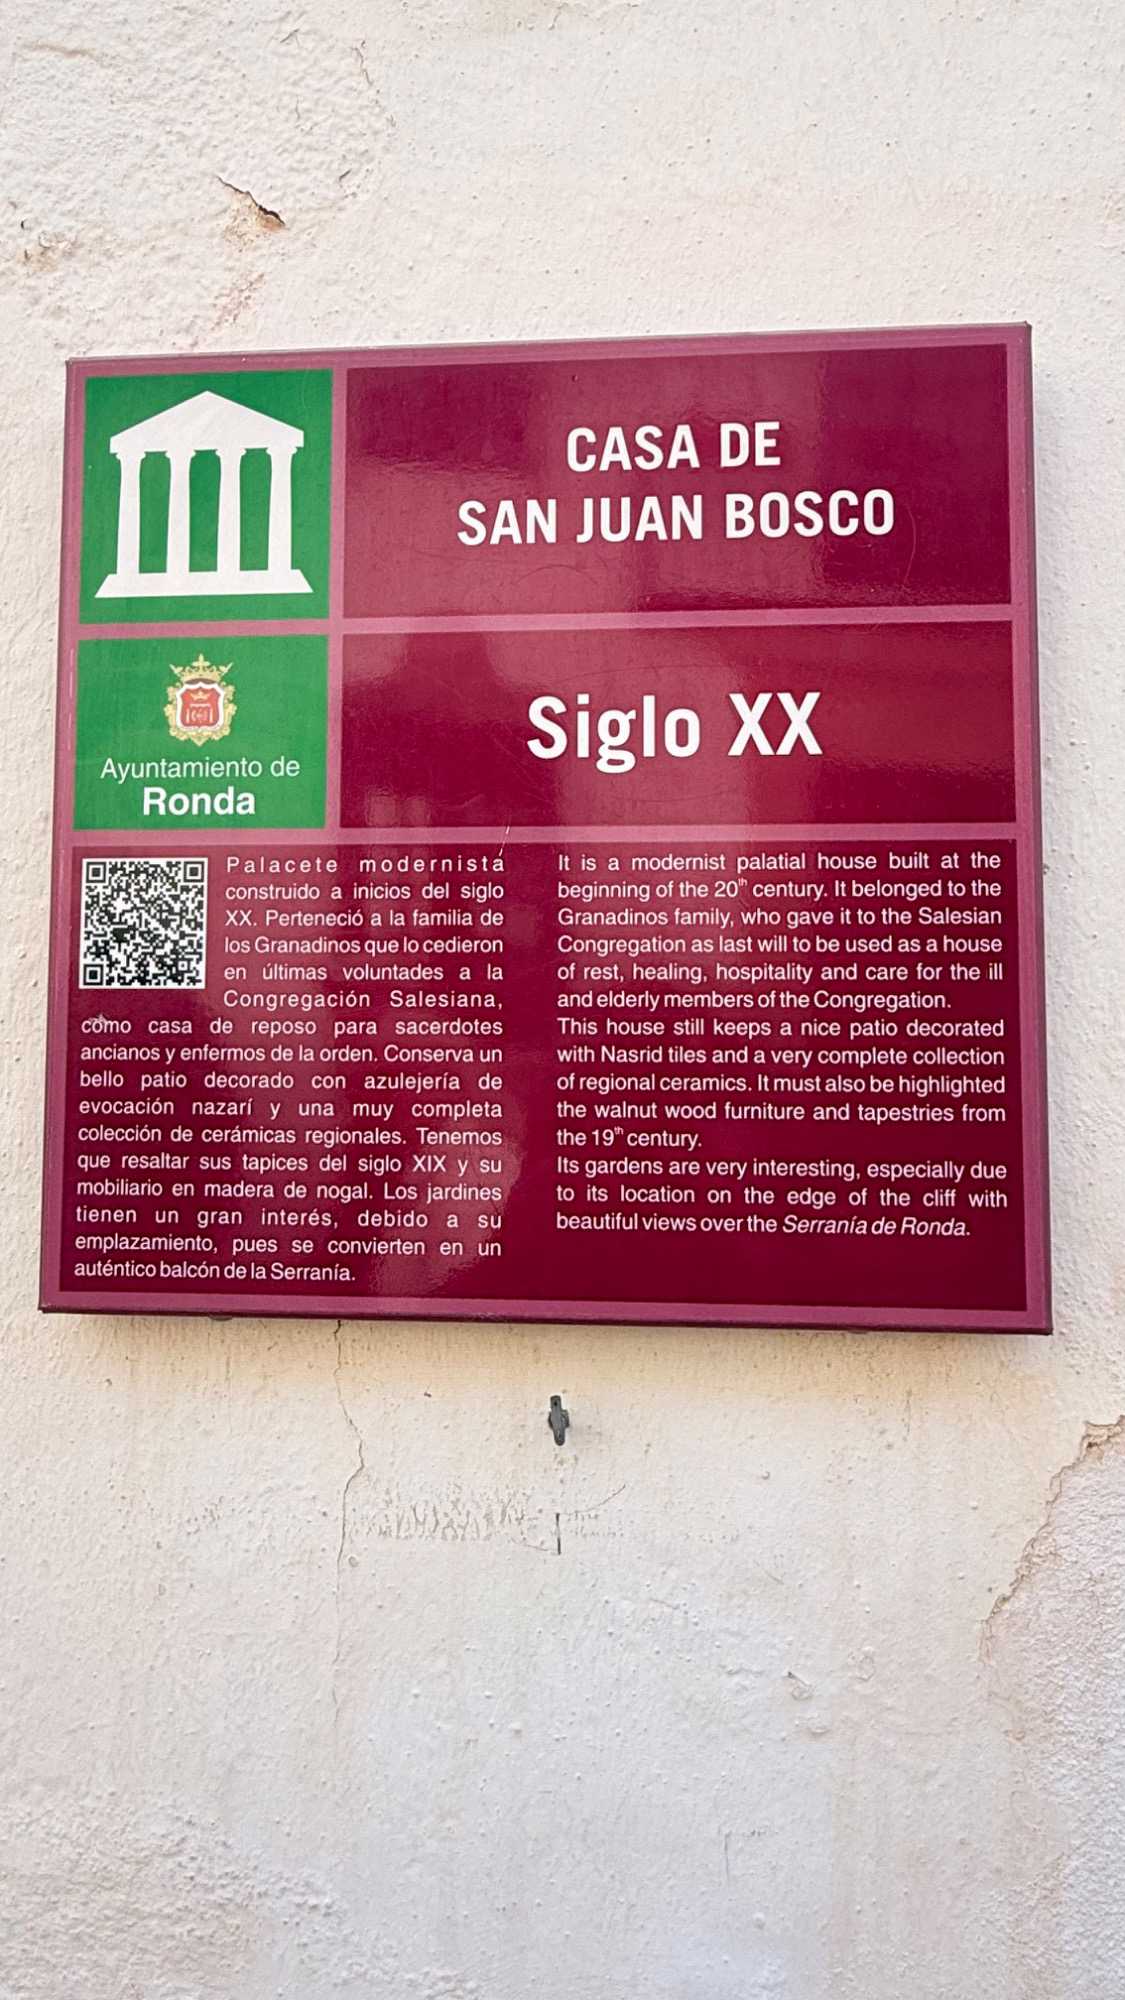 CASA DE
SAN JUAN BOSCO
Ayuntamiento de
Ronda
Siglo XX
Palacete modernista
construido a inicios del siglo
XX. Perteneció a la familia de
los Granadinos que lo cedieron
en últimas voluntades a la
Congregación Salesiana,
como casa de reposo para sacerdotes
ancianos y enfermos de la orden. Conserva un
bello patio decorado con azulejería de
evocación nazarí y una muy completa
colección de cerámicas regionales. Tenemos
que resaltar sus tapices del siglo XIX y su
mobiliario en madera de nogal. Los jardines
tienen un gran interés, debido a su
emplazamiento, pues se convierten en un
auténtico balcón de la Serranía.
It is a modernist palatial house built at the
beginning of the 20th century. It belonged to the
Granadinos family, who gave it to the Salesian
Congregation as last will to be used as a house
of rest, healing, hospitality and care for the ill
and elderly members of the Congregation.
This house still keeps a nice patio decorated
with Nasrid tiles and a very complete collection
of regional ceramics. It must also be highlighted
the walnut wood furniture and tapestries from
the 19th century.
Its gardens are very interesting, especially due
to its location on the edge of the cliff with
beautiful views over the Serranía de Ronda.